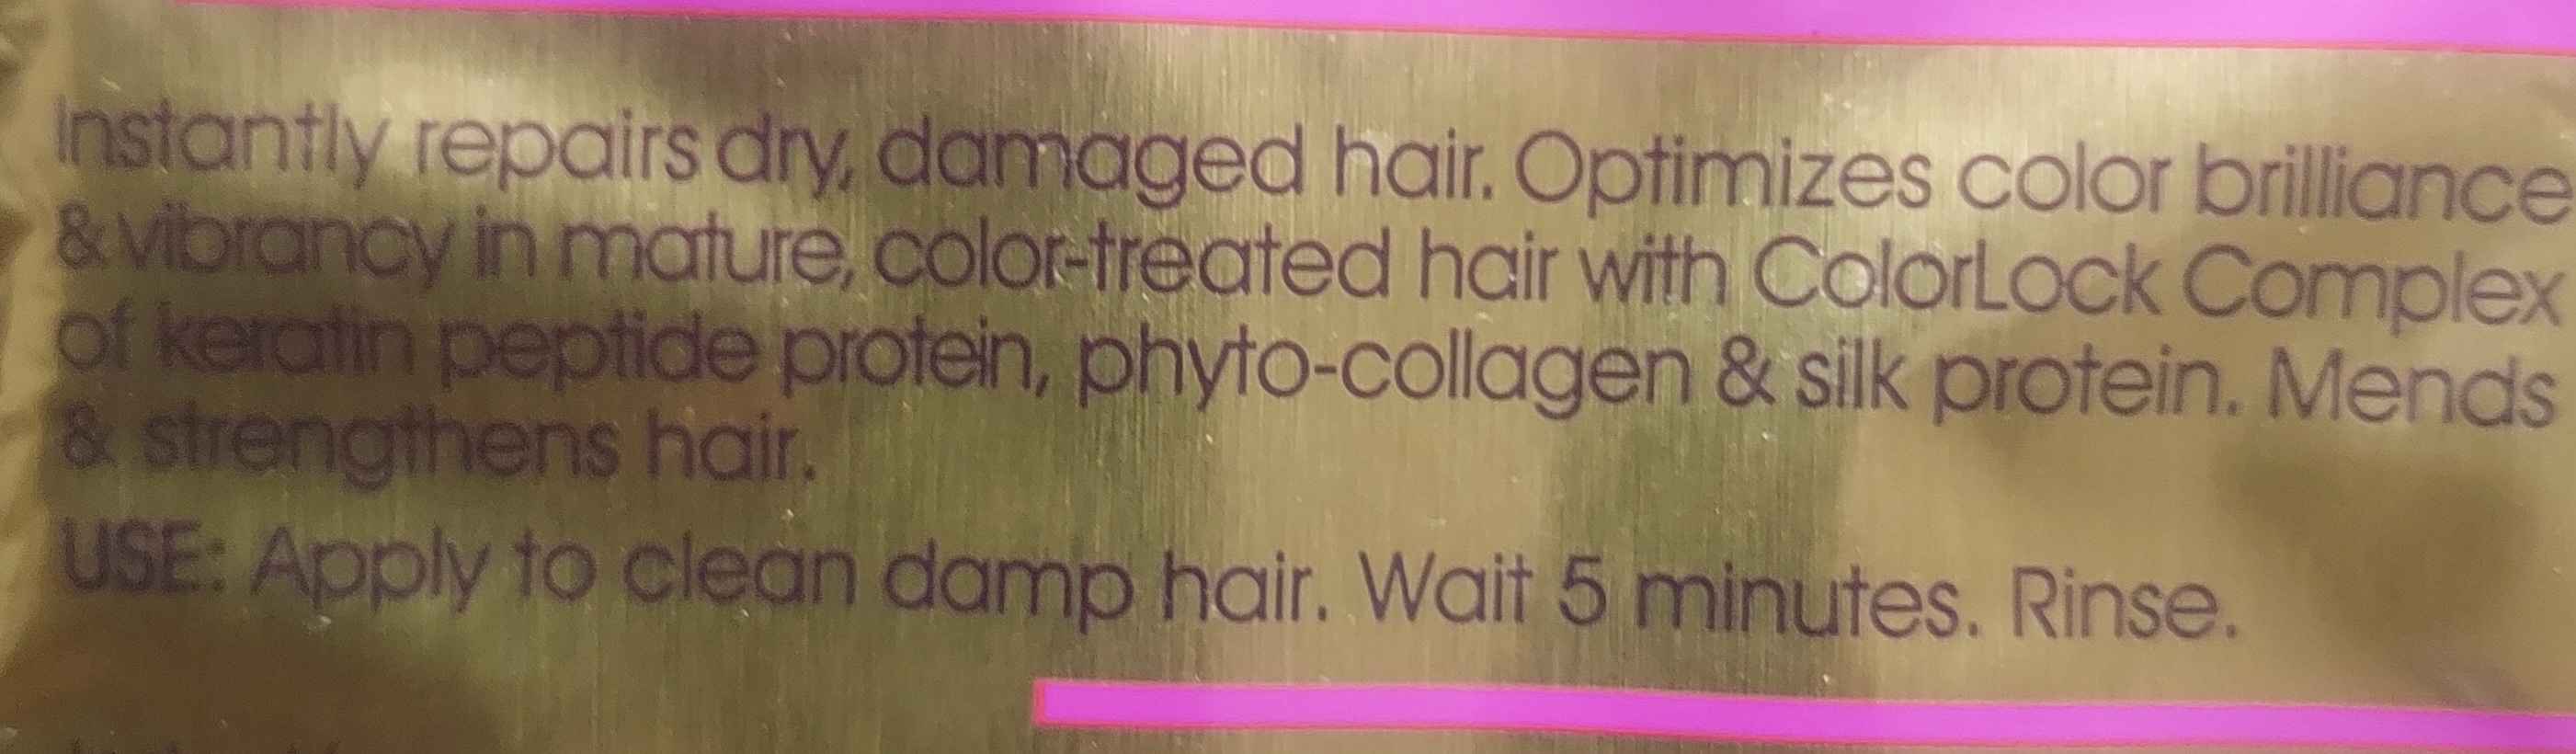 Instantly repairs dry, damaged hair. Optimizes color brilliance
& vibrancy in mature, color-treated hair with ColorLock Complex
of keratin peptide protein, phyto-collagen & silk protein. Mends
& strengthens hair.
USE: Apply to clean damp hair. Wait 5 minutes. Rinse.